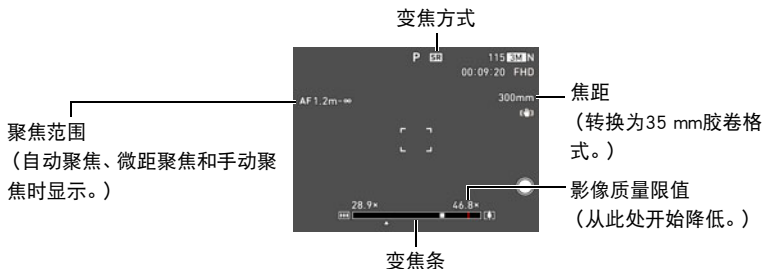 变焦方式
P SR 115 3M N
00:09:20 FHD
AF1.2m-∞
300mm
焦距
（转换为35 mm胶卷格
式。）
聚焦范围
（自动聚焦、微距聚焦和手动聚
焦时显示。）
影像质量限值
（从此处开始降低。）
28.9× 46.8×
变焦条